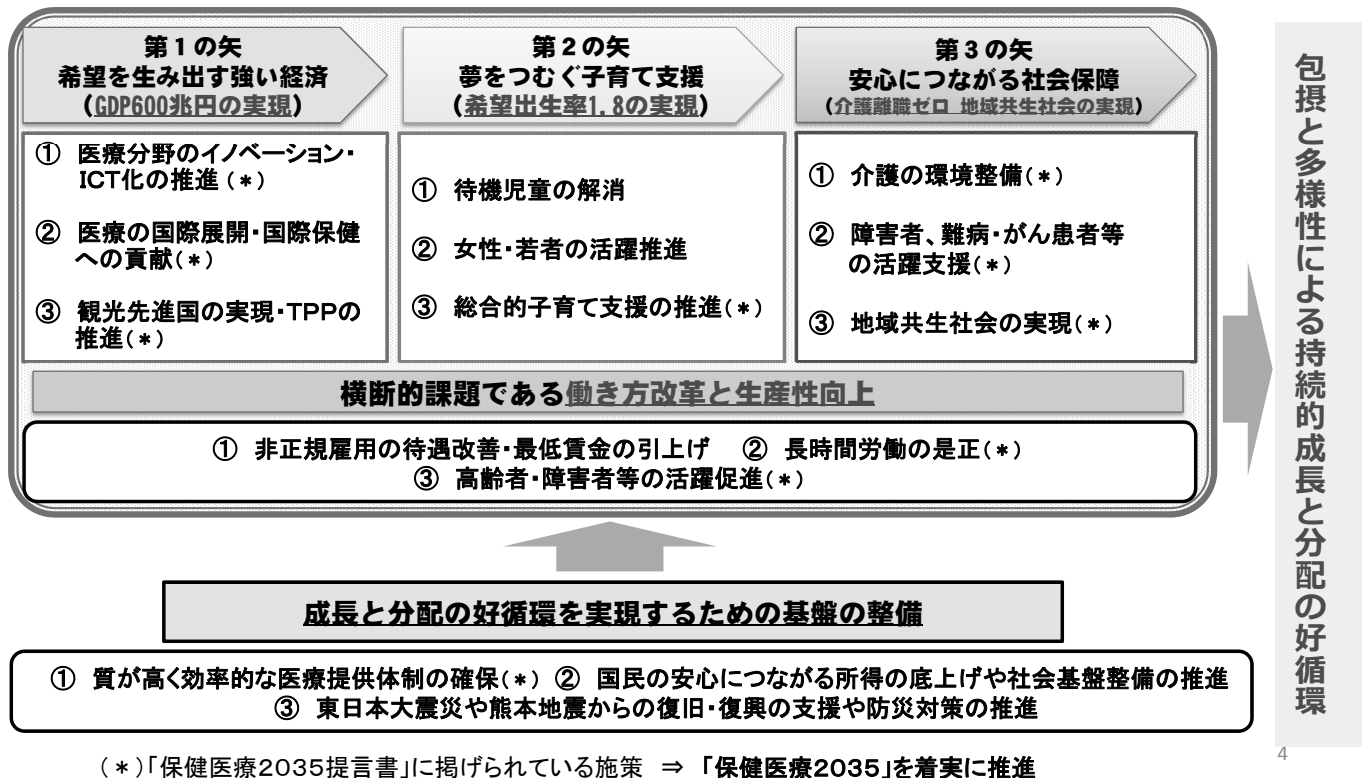 第1の矢
希望を生み出す強い経済
(GDP600兆円の実現)
① 医療分野のイノベーション・
ICT化の推進(*)
② 医療の国際展開・国際保健
への貢献(*)
③ 観光先進国の実現・TPPの
推進(*)
第2の矢
夢をつむぐ子育て支援
(希望出生率1.8の実現)
① 待機児童の解消
② 女性・若者の活躍推進
③ 総合的子育て支援の推進(*)
第3の矢
安心につながる社会保障
(介護離職ゼロ 地域共生社会の実現)
① 介護の環境整備(*)
② 障害者、難病・がん患者等
の活躍支援(*)
③ 地域共生社会の実現(*)
横断的課題である働き方改革と生産性向上
① 非正規雇用の待遇改善・最低賃金の引上げ ② 長時間労働の是正(*)
③ 高齢者・障害者等の活躍促進(*)
成長と分配の好循環を実現するための基盤の整備
① 質が高く効率的な医療提供体制の確保(*) ② 国民の安心につながる所得の底上げや社会基盤整備の推進
③ 東日本大震災や熊本地震からの復旧・復興の支援や防災対策の推進
(*)「保健医療2035提言書」に掲げられている施策 ⇒ 「保健医療2035」を着実に推進
包摂と多様性による持続的成長と分配の好循環
4